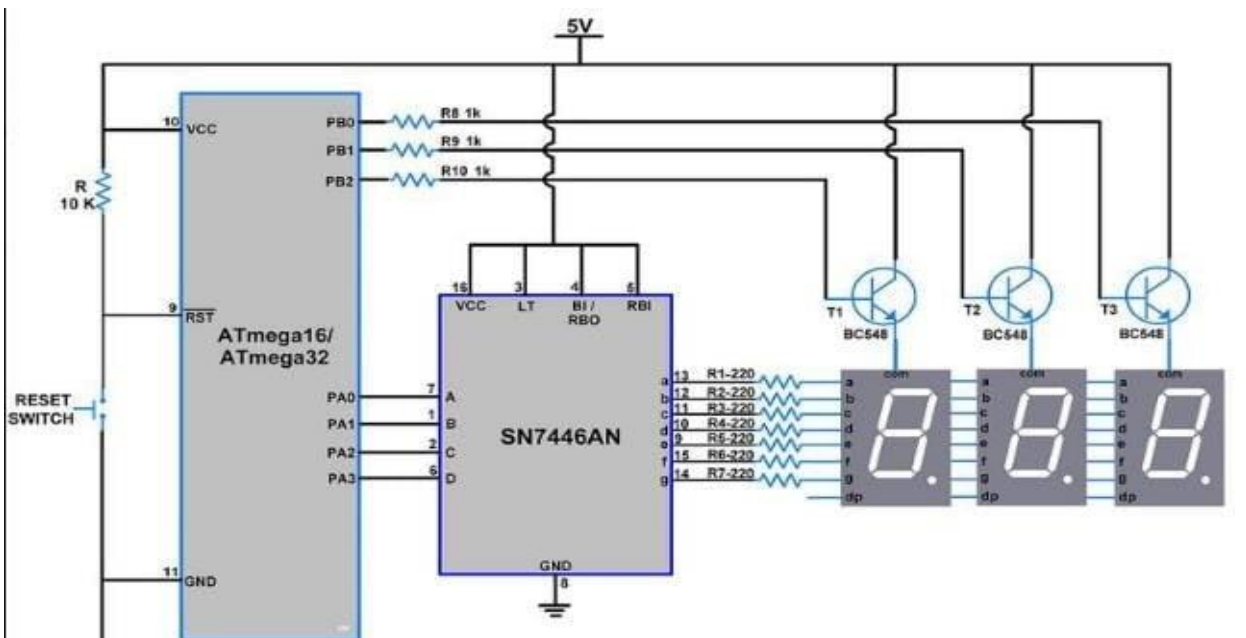 5V
10 VCC
PB0 R8 1k
PB1 R9 1k
PB2 R10 1k
R
10 K
9 RST
ATmega16/
ATmega32
RESET
SWITCH
PA0 7 A
PA1 1 B
PA2 2 C
PA3 6 D
11 GND
16 3 4 5
VCC LT BI / RBI
RBO
SN7446AN
a 13 R1-220
b 12 R2-220
c 11 R3-220
d 10 R4-220
e 9 R5-220
f 15 R6-220
g 14 R7-220
GND
8
T1 T2 T3
BC548 BC548 BC548
com com com
a a a
b b b
c c c
d d d
e e e
f f f
g g g
dp dp dp